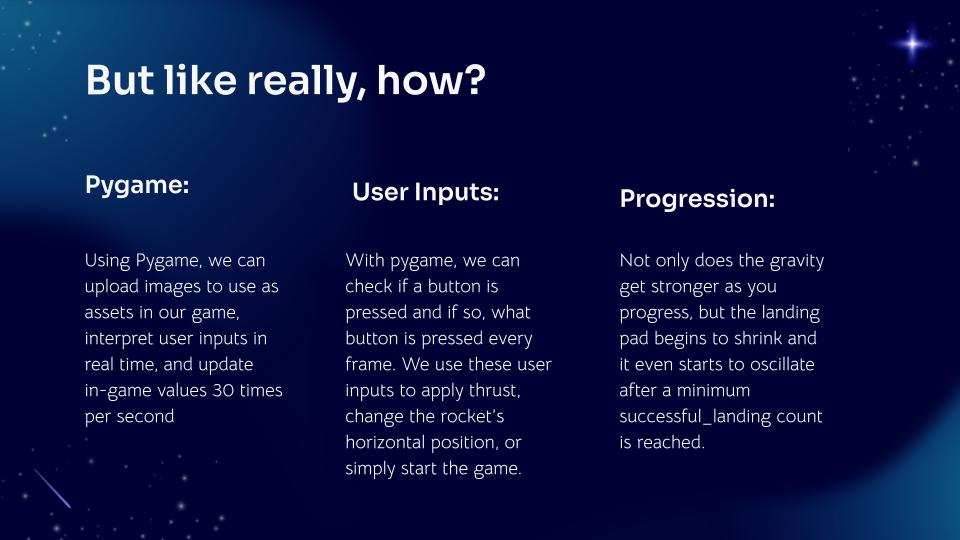 But like really, how?
Pygame:
Using Pygame, we can
upload images to use as
assets in our game,
interpret user inputs in
real time, and update
in-game values 30 times
per second
User Inputs:
With pygame, we can
check if a button is
pressed and if so, what
button is pressed every
frame. We use these user
inputs to apply thrust,
change the rocket's
horizontal position, or
simply start the game.
Progression:
Not only does the gravity
get stronger as you
progress, but the landing
pad begins to shrink and
it even starts to oscillate
after a minimum
successful_landing count
is reached.